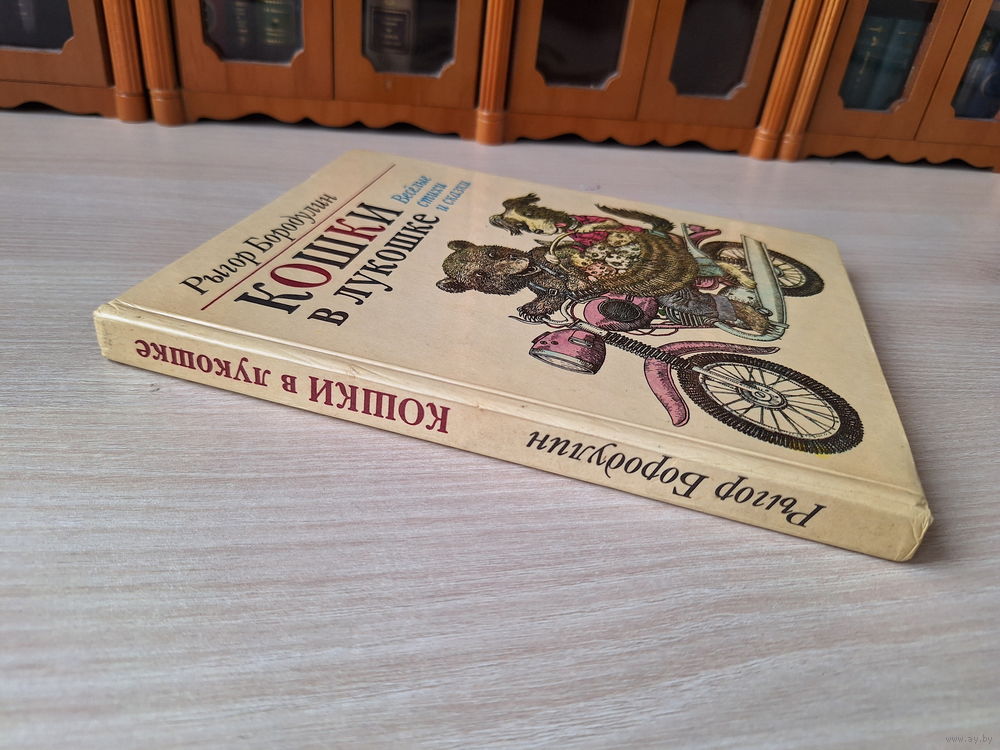 Рыгор Бородулин
КОШКИ
в лукошке
Весёлые
стихи
и сказки
Рыгор Бородулин КОШКИ в лукошке
www.ay.by